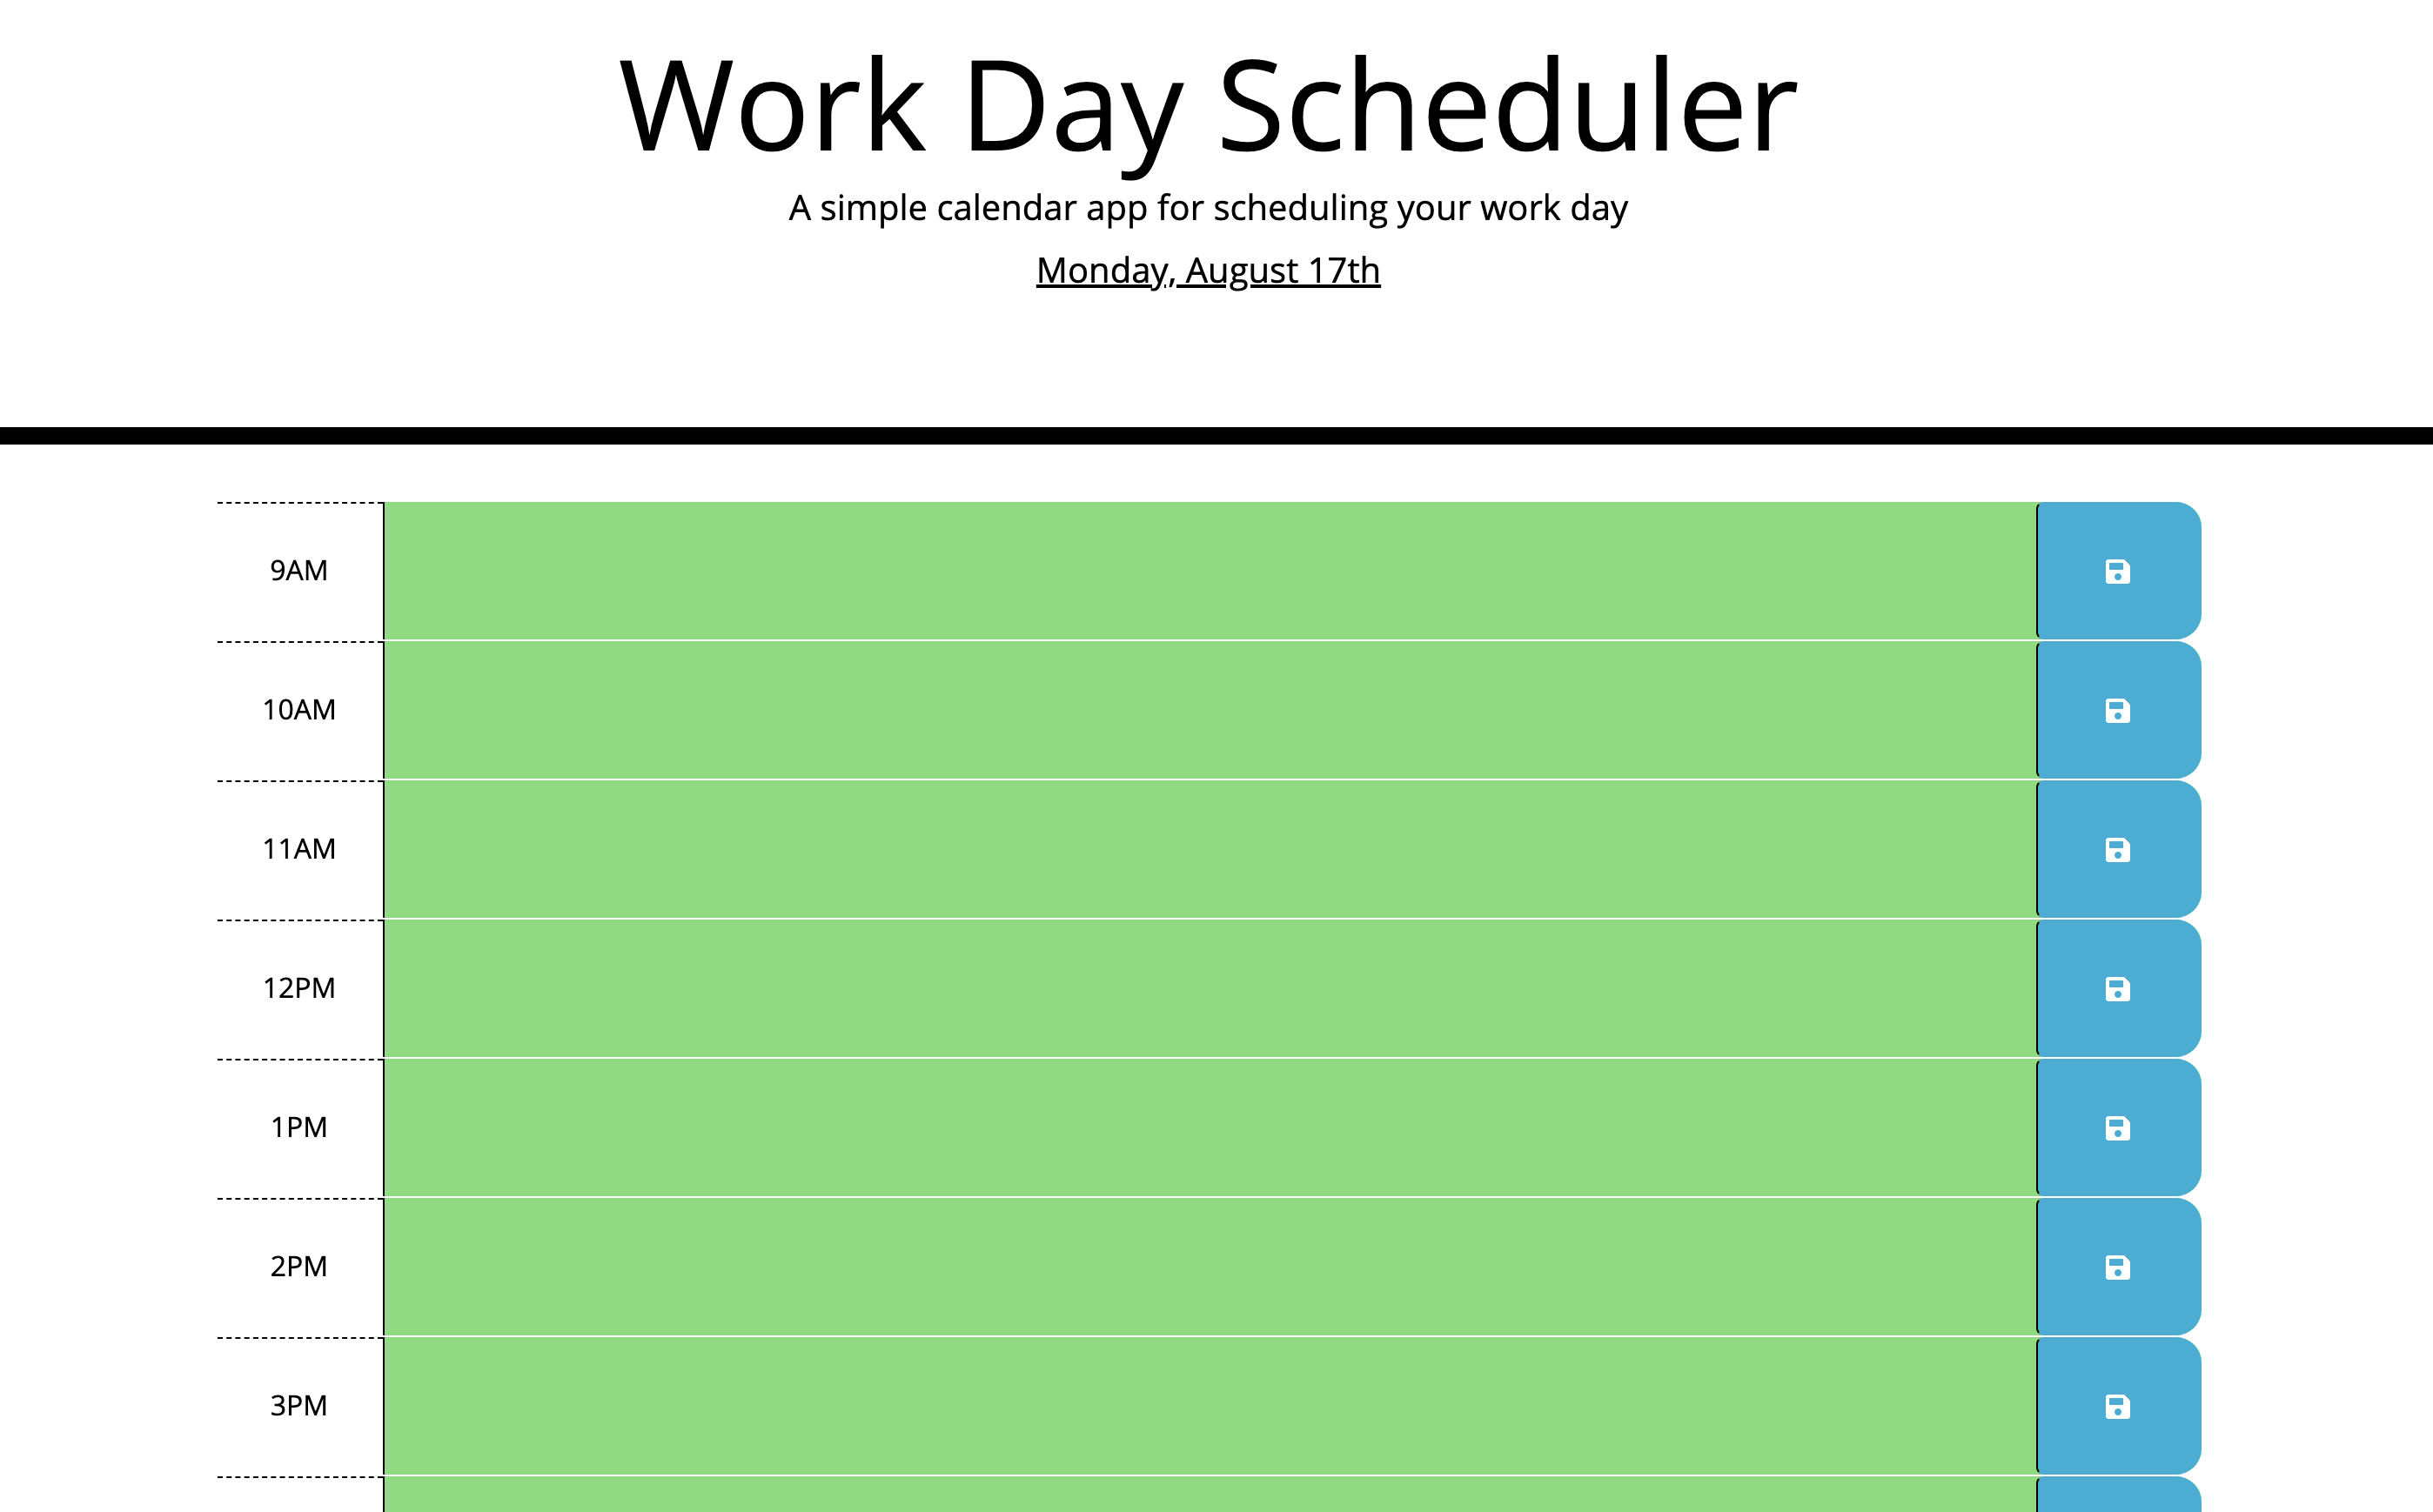 Work Day Scheduler
A simple calendar app for scheduling your work day
Monday, August 17th
9AM
10AM
11AM
12PM
1PM
2PM
3PM